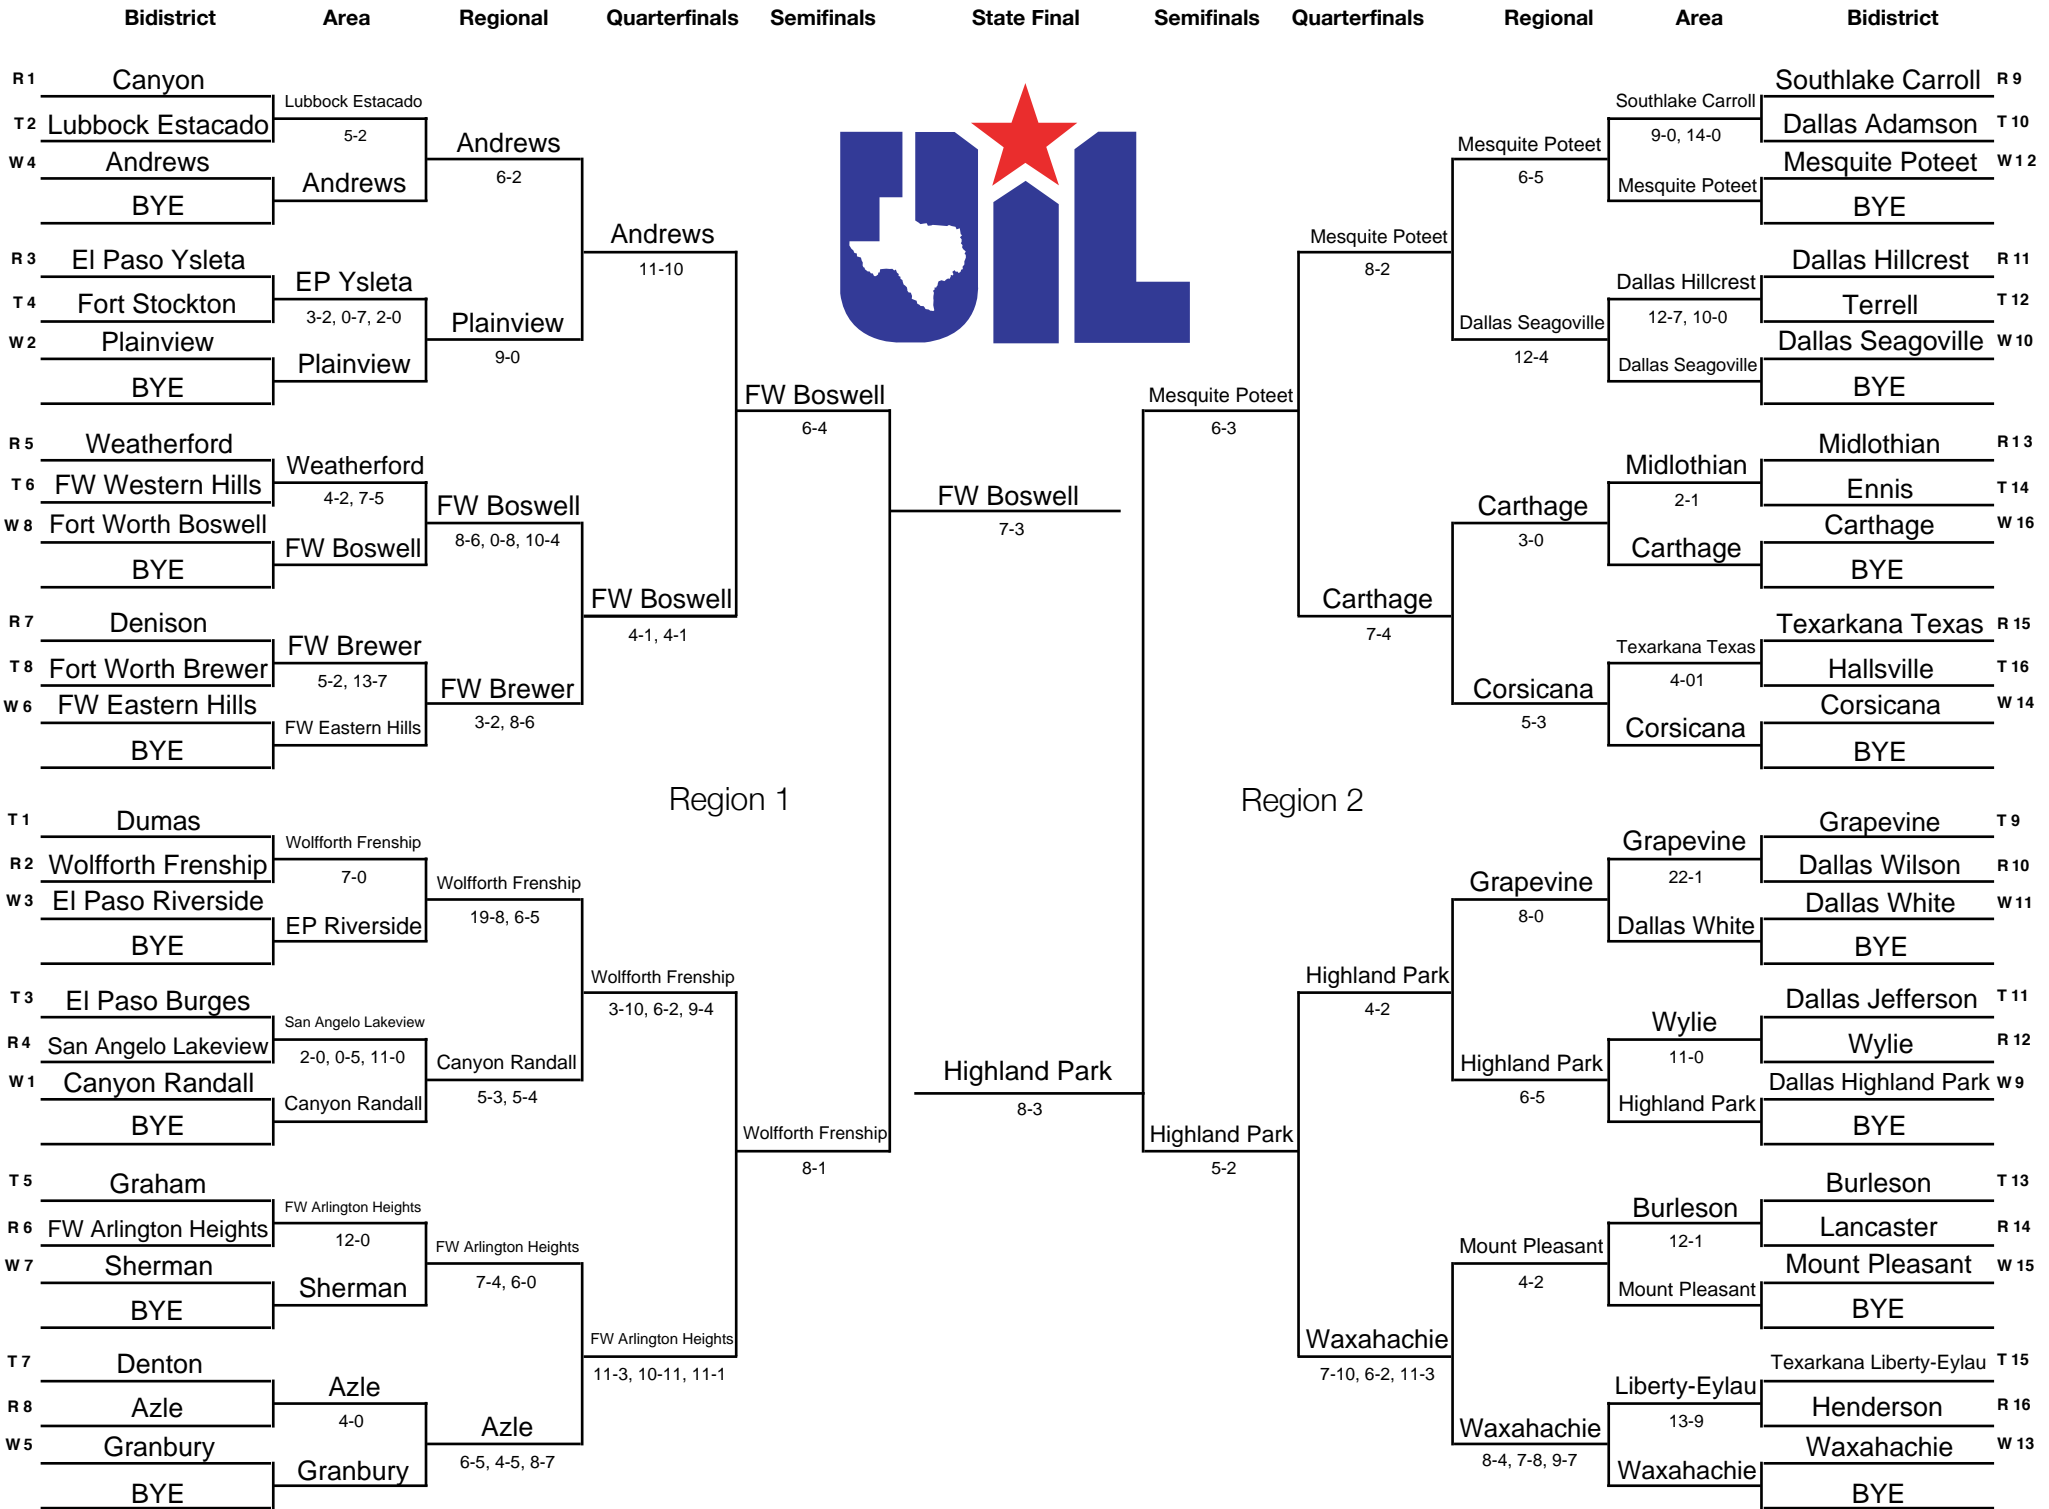 Bidistrict Area Regional Quarterfinals Semifinals State Final Semifinals Quarterfinals Regional Area Bidistrict
R 1 Canyon
Lubbock Estacado
T 2 Lubbock Estacado
5-2
W 4 Andrews
Andrews
BYE
Andrews
6-2
R 3 El Paso Ysleta
EP Ysleta
T 4 Fort Stockton
3-2, 0-7, 2-0
W 2 Plainview
Plainview
BYE
Plainview
9-0
Andrews
11-10
R 5 Weatherford
Weatherford
T 6 FW Western Hills
4-2, 7-5
W 8 Fort Worth Boswell
FW Boswell
BYE
FW Boswell
8-6, 0-8, 10-4
R 7 Denison
FW Brewer
T 8 Fort Worth Brewer
5-2, 13-7
W 6 FW Eastern Hills
FW Eastern Hills
BYE
FW Brewer
3-2, 8-6
FW Boswell
4-1, 4-1
FW Boswell
6-4
Region 1
T 1 Dumas
Wolfforth Frenship
R 2 Wolfforth Frenship
7-0
W 3 El Paso Riverside
EP Riverside
BYE
Wolfforth Frenship
19-8, 6-5
T 3 El Paso Burges
San Angelo Lakeview
R 4 San Angelo Lakeview
2-0, 0-5, 11-0
W 1 Canyon Randall
Canyon Randall
BYE
Canyon Randall
5-3, 5-4
Wolfforth Frenship
3-10, 6-2, 9-4
T 5 Graham
FW Arlington Heights
R 6 FW Arlington Heights
12-0
W 7 Sherman
Sherman
BYE
FW Arlington Heights
7-4, 6-0
T 7 Denton
Azle
R 8 Azle
4-0
W 5 Granbury
Granbury
BYE
Azle
6-5, 4-5, 8-7
FW Arlington Heights
11-3, 10-11, 11-1
Wolfforth Frenship
8-1
UIL
FW Boswell
7-3
Highland Park
8-3
Southlake Carroll R 9
Southlake Carroll
Dallas Adamson T 10
9-0, 14-0
Mesquite Poteet W 1 2
Mesquite Poteet
BYE
Mesquite Poteet
6-5
Dallas Hillcrest R 11
Dallas Hillcrest
Terrell T 12
12-7, 10-0
Dallas Seagoville W 10
Dallas Seagoville
BYE
Dallas Seagoville
12-4
Mesquite Poteet
8-2
Midlothian R 1 3
Midlothian
Ennis T 14
2-1
Carthage W 16
Carthage
BYE
Carthage
3-0
Texarkana Texas R 15
Texarkana Texas
Hallsville T 16
4-01
Corsicana W 14
Corsicana
BYE
Corsicana
5-3
Carthage
7-4
Mesquite Poteet
6-3
Region 2
Grapevine T 9
Grapevine
Dallas Wilson R 10
22-1
Dallas White W 11
Dallas White
BYE
Grapevine
8-0
Dallas Jefferson T 11
Wylie
Wylie R 12
11-0
Dallas Highland Park W 9
Highland Park
BYE
Highland Park
6-5
Highland Park
4-2
Burleson T 13
Burleson
Lancaster R 14
12-1
Mount Pleasant W 15
Mount Pleasant
BYE
Mount Pleasant
4-2
Texarkana Liberty-Eylau T 15
Liberty-Eylau
Henderson R 16
13-9
Waxahachie W 13
Waxahachie
BYE
Waxahachie
8-4, 7-8, 9-7
Waxahachie
7-10, 6-2, 11-3
Highland Park
5-2